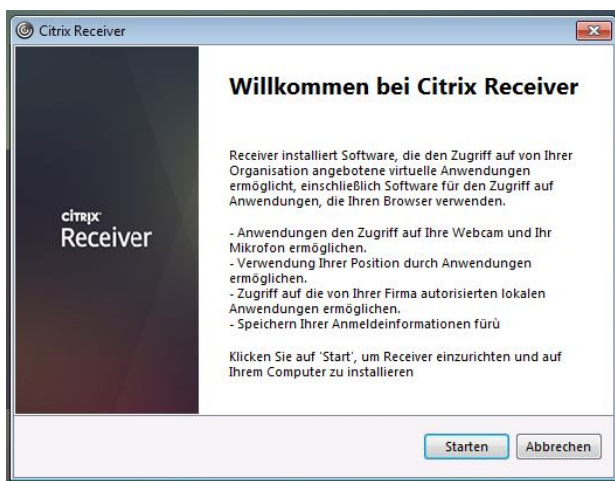 Citrix Receiver
Willkommen bei Citrix Receiver
Receiver installiert Software, die den Zugriff auf von Ihrer
Organisation angebotene virtuelle Anwendungen
ermöglicht, einschließlich Software für den Zugriff auf
Anwendungen, die Ihren Browser verwenden.
CITRIX
Receiver
- Anwendungen den Zugriff auf Ihre Webcam und Ihr
Mikrofon ermöglichen.
- Verwendung Ihrer Position durch Anwendungen
ermöglichen.
- Zugriff auf die von Ihrer Firma autorisierten lokalen
Anwendungen ermöglichen.
- Speichern Ihrer Anmeldeinformationen fürù
Klicken Sie auf 'Start', um Receiver einzurichten und auf
Ihrem Computer zu installieren
Starten Abbrechen